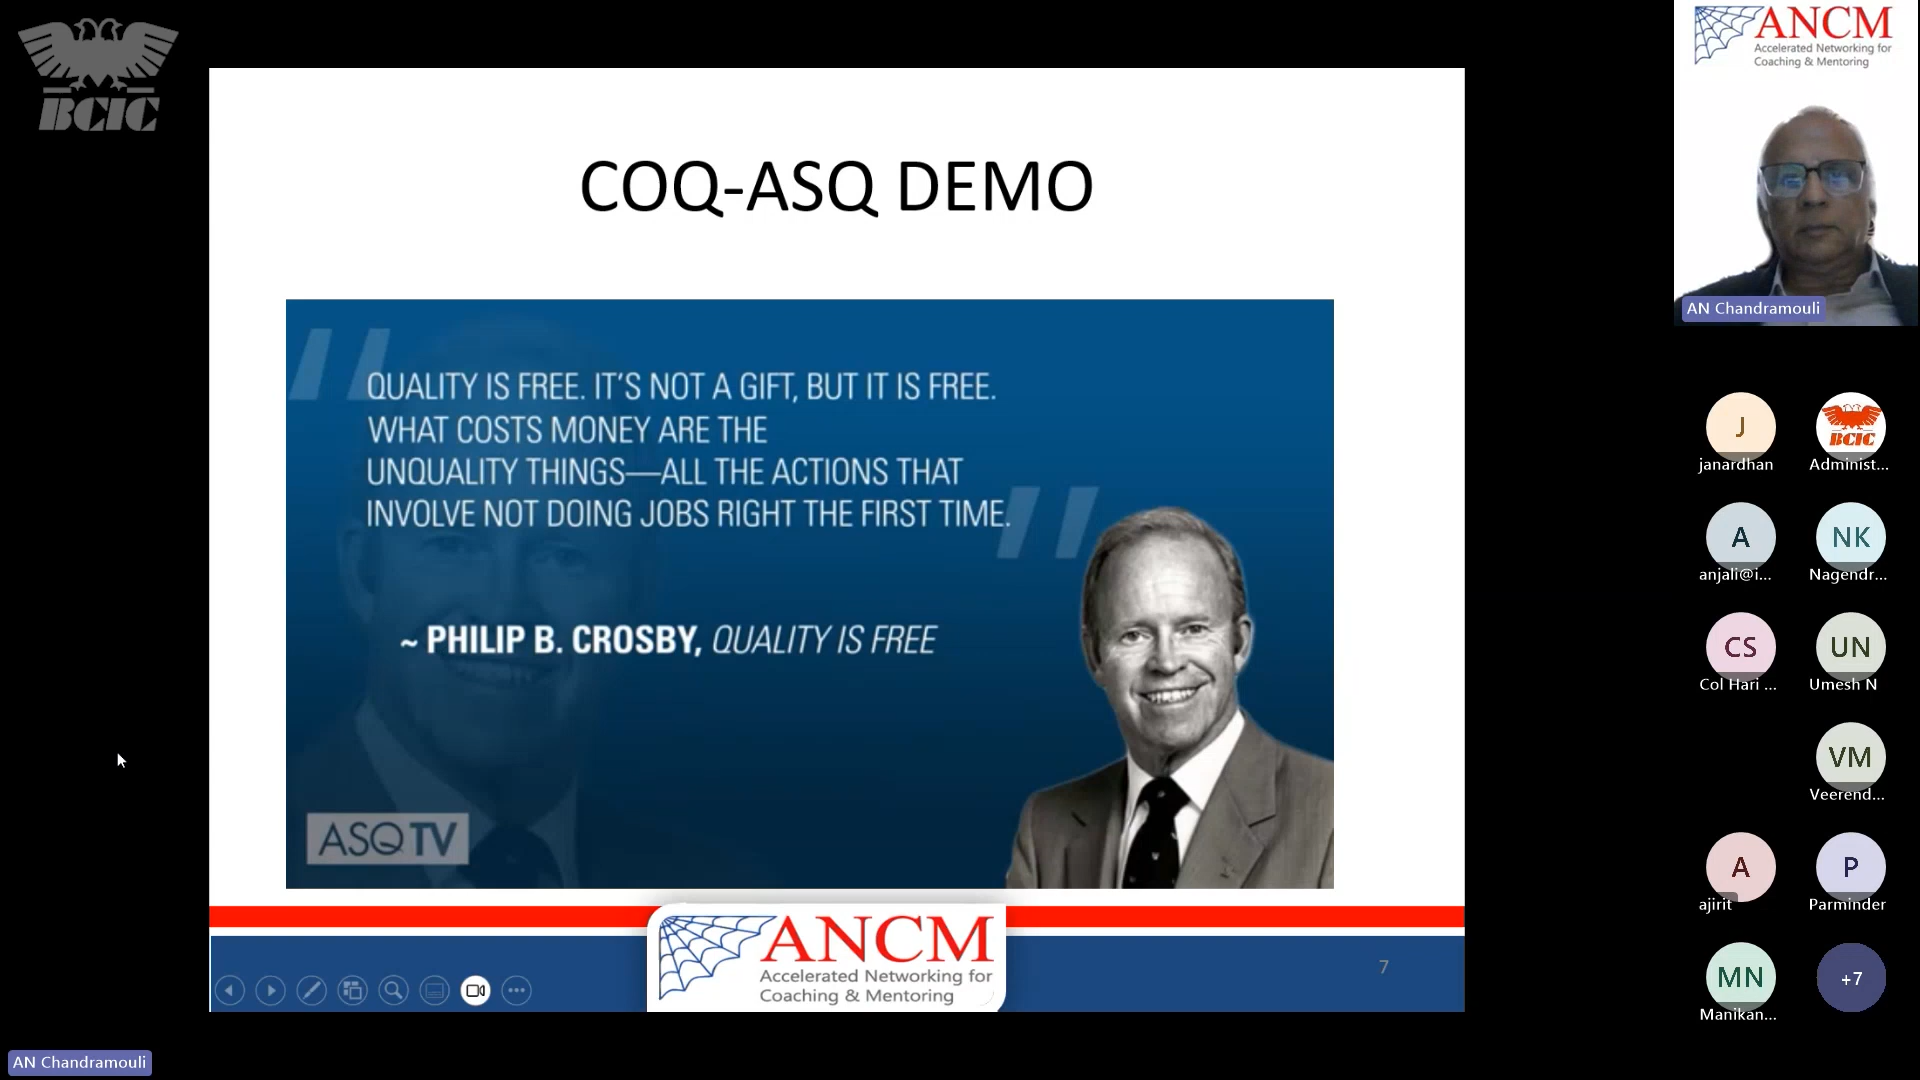 BCIC
COQ-ASQ DEMO
QUALITY IS FREE. IT'S NOT A GIFT, BUT IT IS FREE.
WHAT COSTS MONEY ARE THE
UNQUALITY THINGS—ALL THE ACTIONS THAT
INVOLVE NOT DOING JOBS RIGHT THE FIRST TIME.
~ PHILIP B. CROSBY, QUALITY IS FREE
ASQTV
ANCM
Accelerated Networking for
Coaching & Mentoring
7
AN Chandramouli
ANCM
Accelerated Networking for
Coaching & Mentoring
AN Chandramouli
J
janardhan
BCIC
Administ...
A
anjali@i...
NK
Nagendr...
CS
Col Hari ...
UN
Umesh N
VM
Veerend...
A
ajirit
P
Parminder
MN
Manikan...
+7